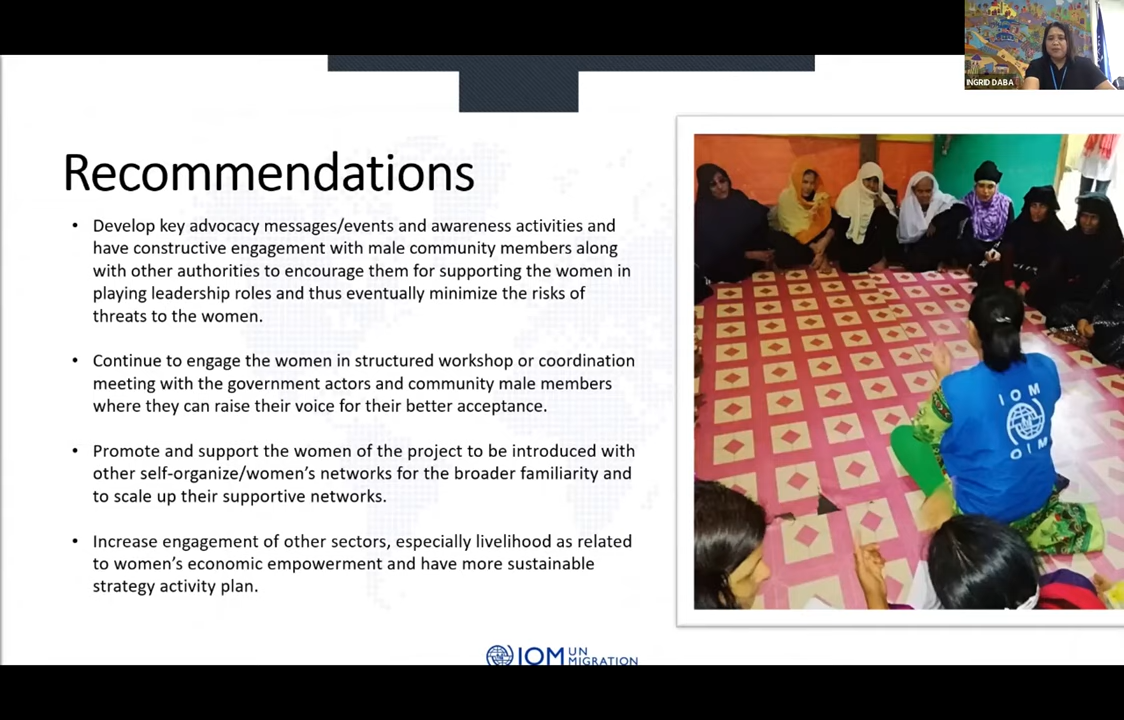 INGRID DABA
Recommendations
• Develop key advocacy messages/events and awareness activities and
have constructive engagement with male community members along
with other authorities to encourage them for supporting the women in
playing leadership roles and thus eventually minimize the risks of
threats to the women.
• Continue to engage the women in structured workshop or coordination
meeting with the government actors and community male members
where they can raise their voice for their better acceptance.
• Promote and support the women of the project to be introduced with
other self-organize/women's networks for the broader familiarity and
to scale up their supportive networks.
• Increase engagement of other sectors, especially livelihood as related
to women's economic empowerment and have more sustainable
strategy activity plan.
IOM
OIM
IOM UN
MIGRATION